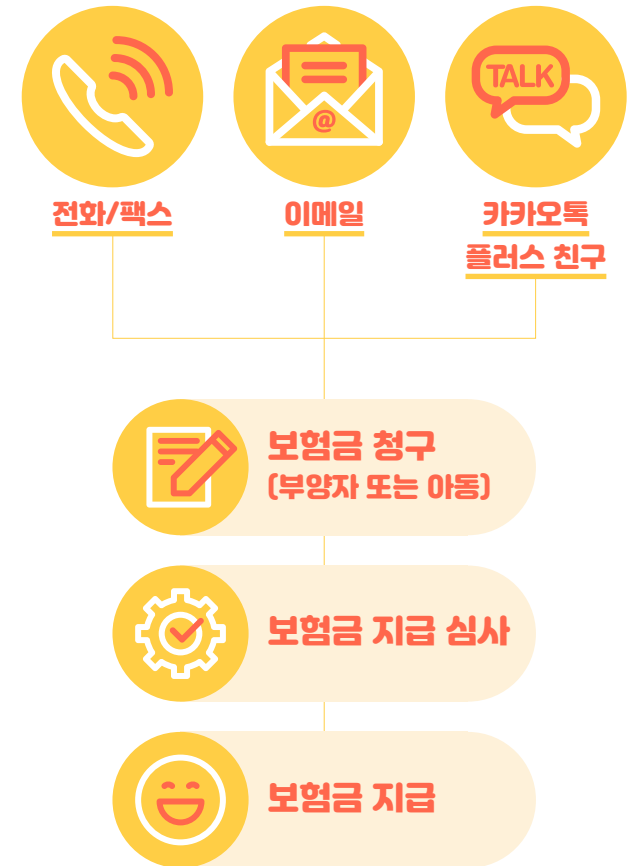 TALK
@
전화/팩스
이메일
카카오톡
플러스 친구
보험금 청구
(부양자 또는 아동)
보험금 지급 심사
보험금 지급